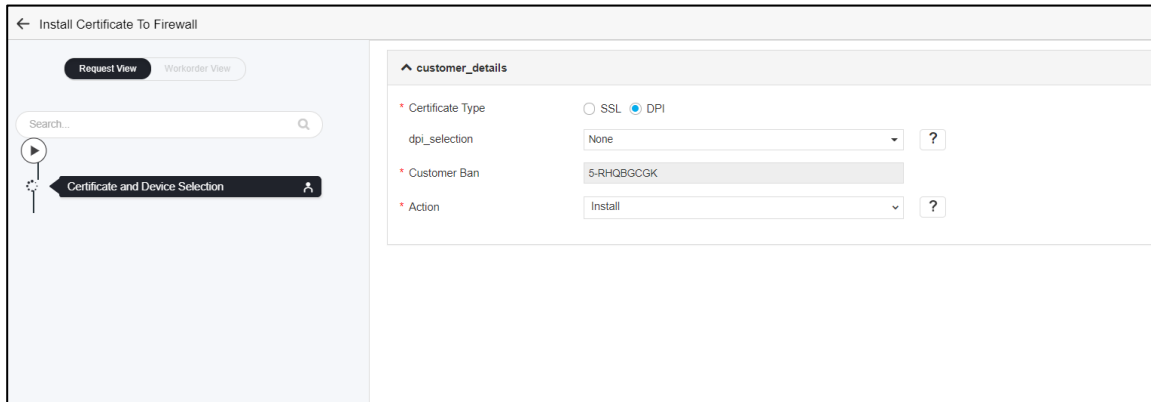 Install Certificate To Firewall
Request View Workorder View
Search...
Certificate and Device Selection
customer_details
* Certificate Type SSL DPI
dpi_selection None ?
* Customer Ban 5-RHQBGCGK
* Action Install ?